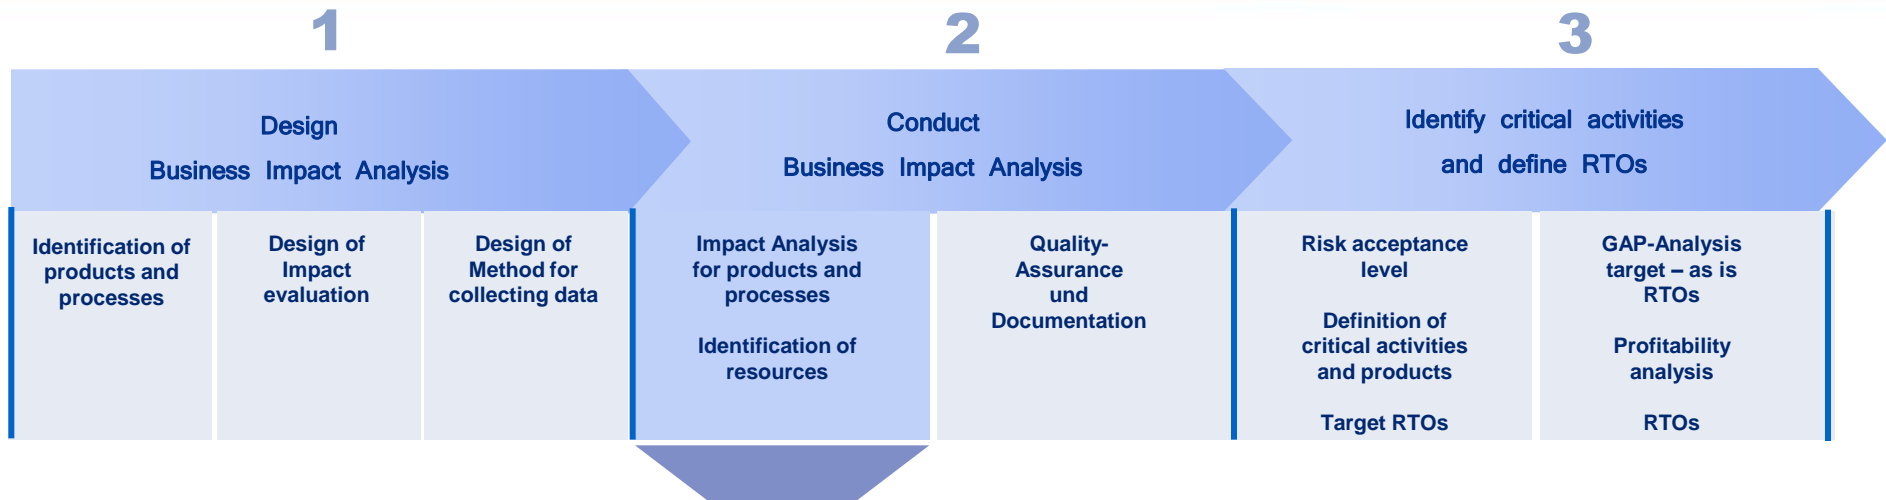 1
2
3
Design
Business Impact Analysis
Conduct
Business Impact Analysis
Identify critical activities
and define RTOs
Identification of
products and
processes
Design of
Impact
evaluation
Design of
Method for
collecting data
Impact Analysis
for products and
processes
Identification of
resources
Quality-
Assurance
und
Documentation
Risk acceptance
level
Definition of
critical activities
and products
Target RTOs
GAP-Analysis
target – as is
RTOs
Profitability
analysis
RTOs